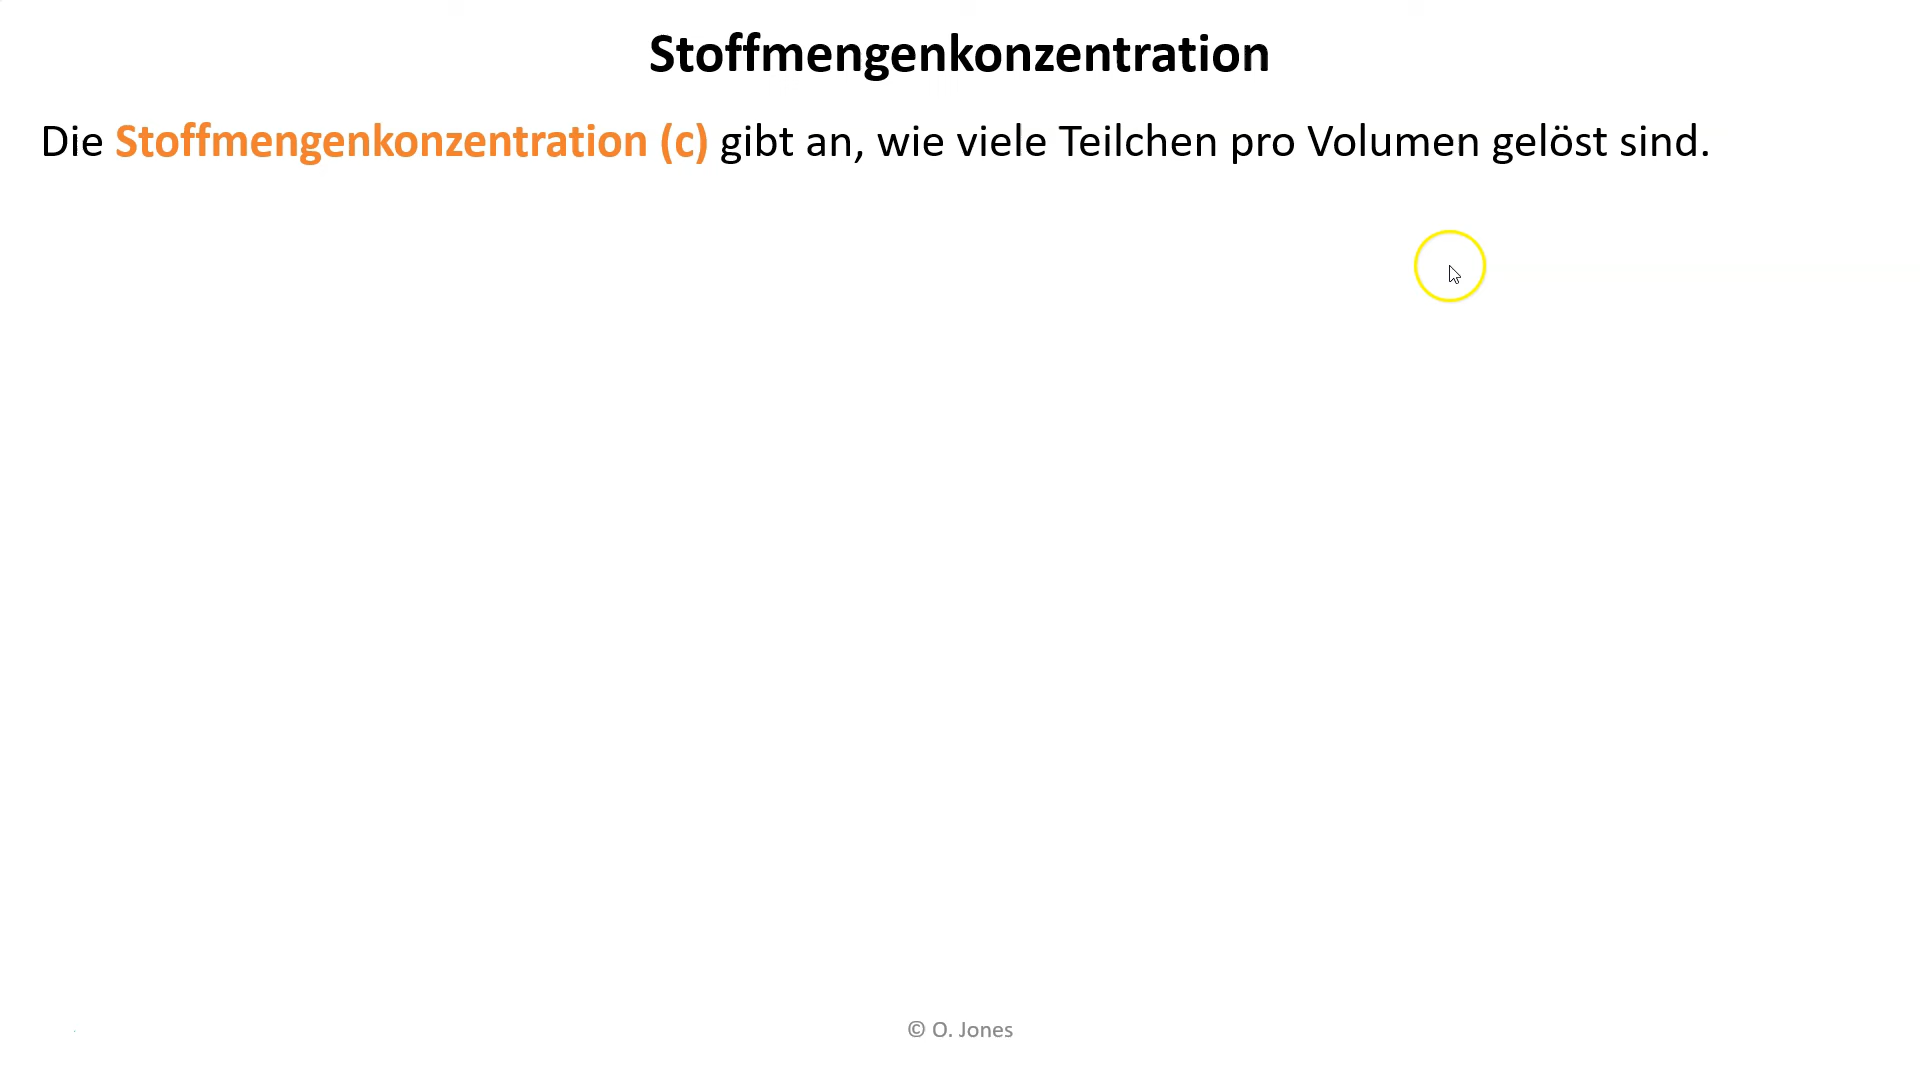 Stoffmengenkonzentration
Die Stoffmengenkonzentration (c) gibt an, wie viele Teilchen pro Volumen gelöst sind.
© O. Jones